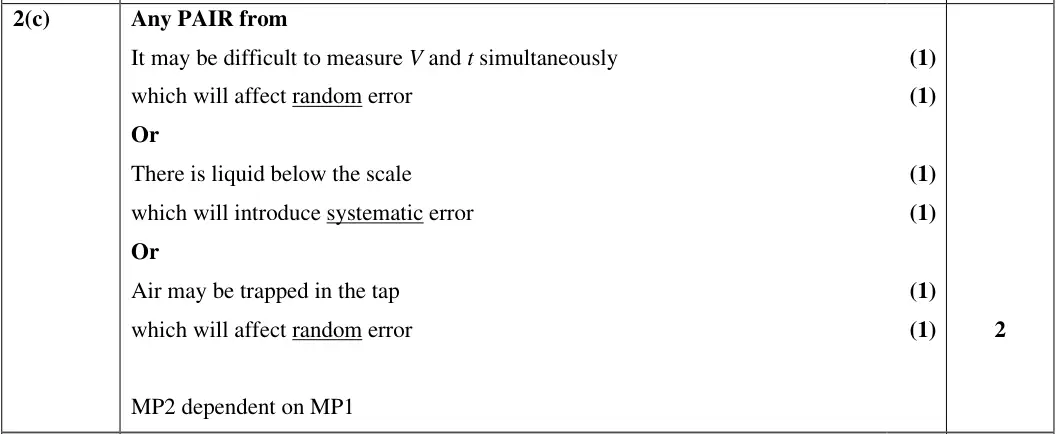 2(c) Any PAIR from
It may be difficult to measure V and t simultaneously (1)
which will affect random error (1)
Or
There is liquid below the scale (1)
which will introduce systematic error (1)
Or
Air may be trapped in the tap (1)
which will affect random error (1) 2
MP2 dependent on MP1